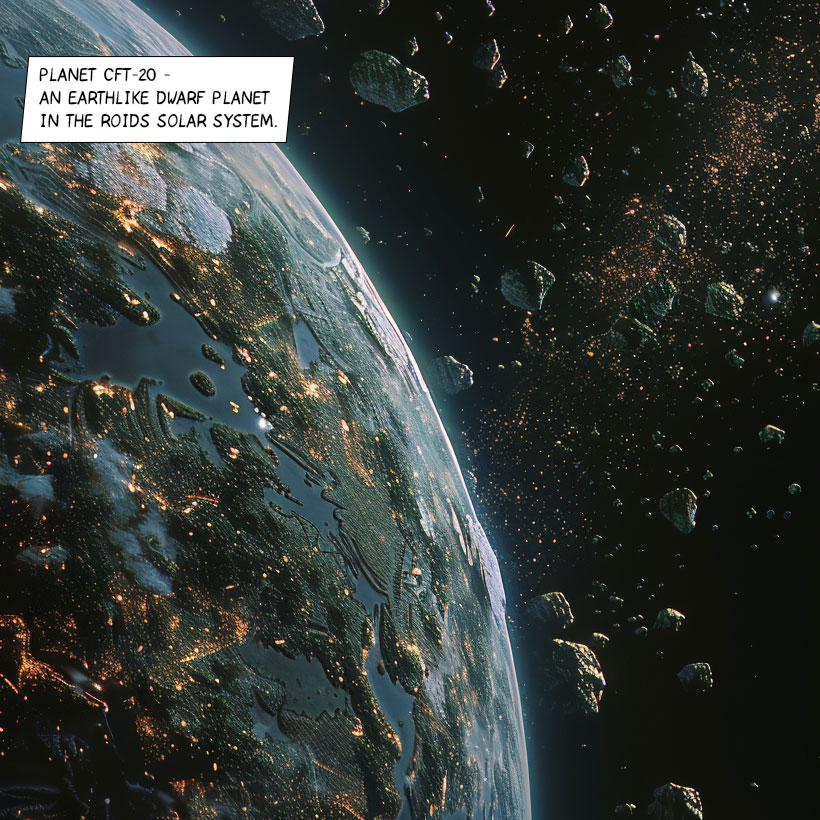 PLANET CFT-20 -
AN EARTHLIKE DWARF PLANET
IN THE ROIDS SOLAR SYSTEM.